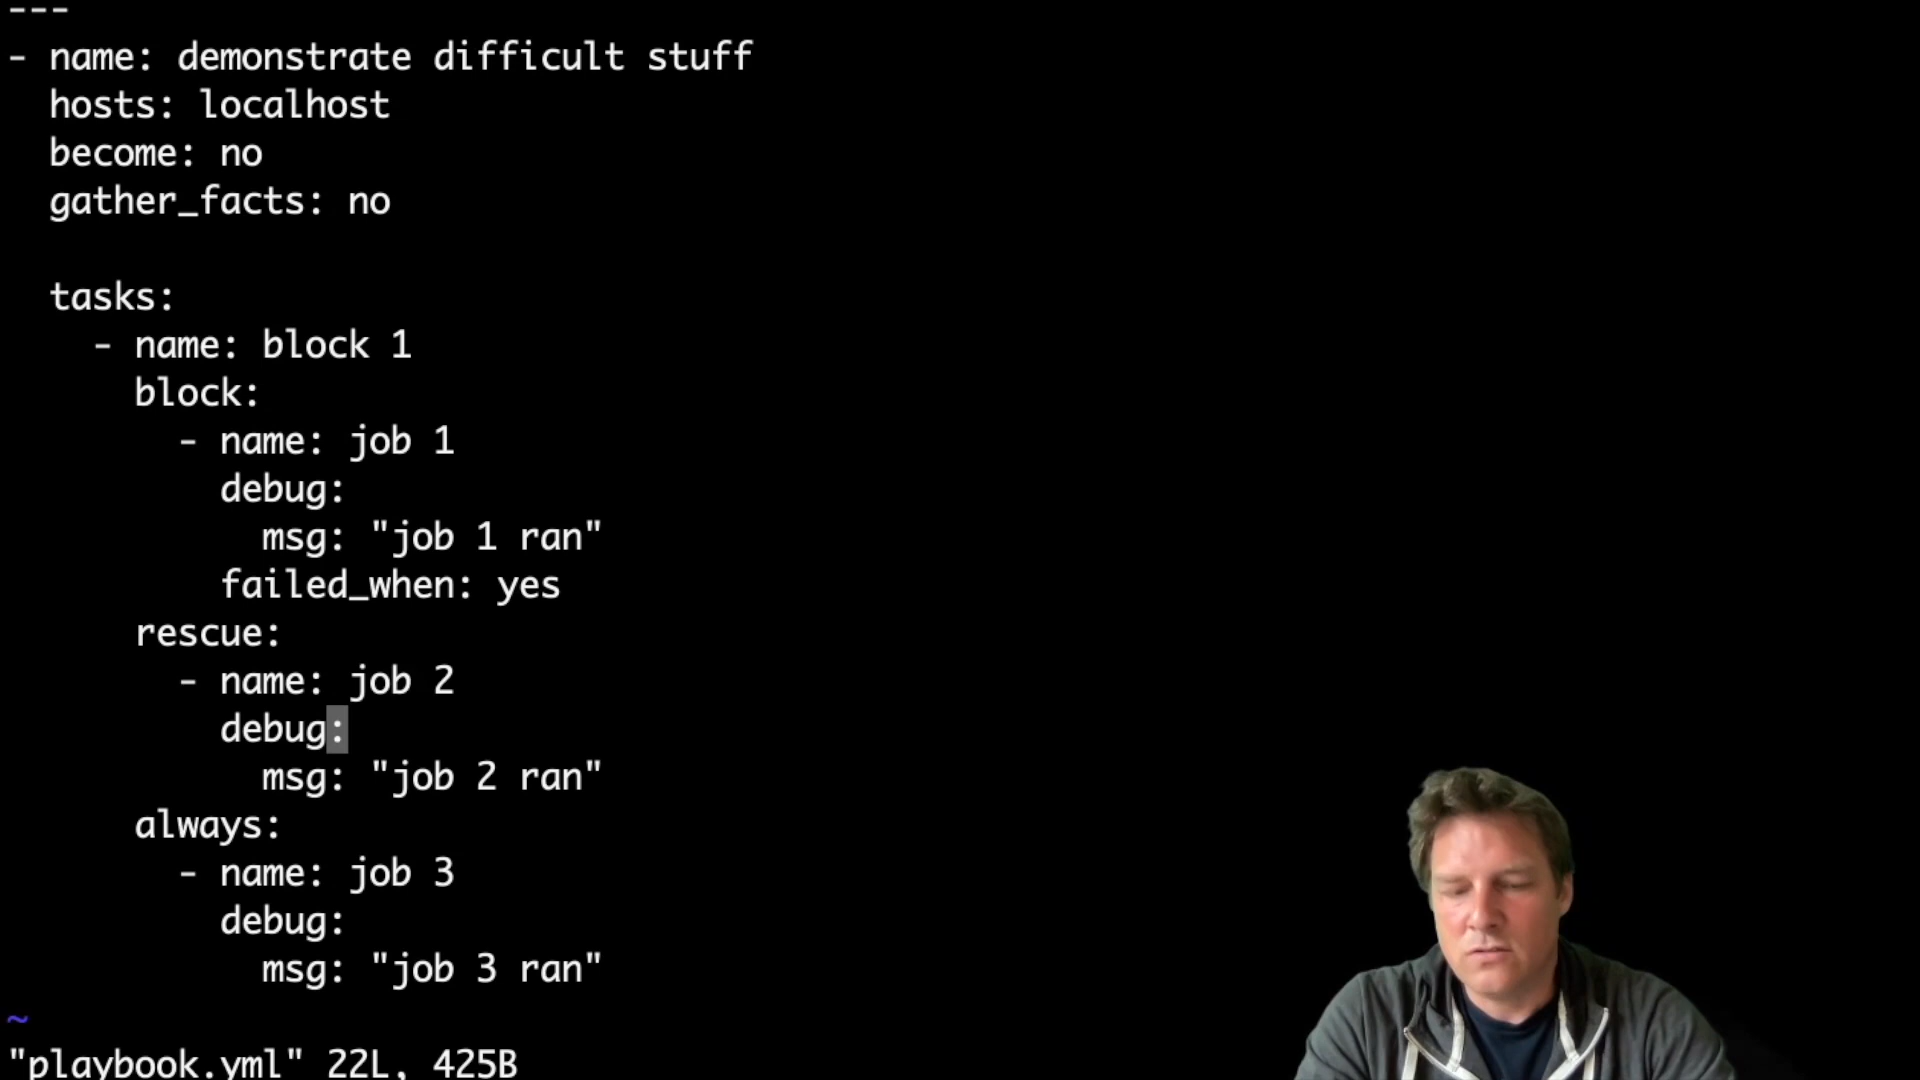 ---
- name: demonstrate difficult stuff
  hosts: localhost
  become: no
  gather_facts: no

  tasks:
    - name: block 1
      block:
        - name: job 1
          debug:
            msg: "job 1 ran"
          failed_when: yes
      rescue:
        - name: job 2
          debug:
            msg: "job 2 ran"
      always:
        - name: job 3
          debug:
            msg: "job 3 ran"
~
"playbook.yml" 22L, 425B